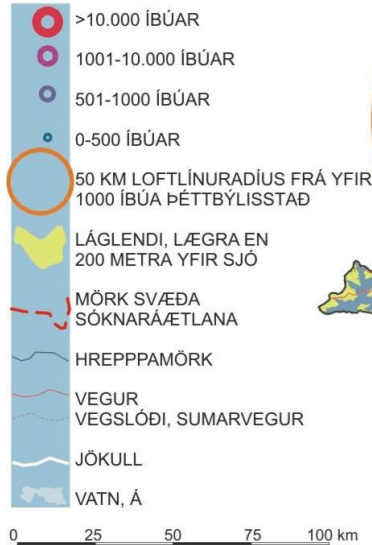 >10.000 ÍBÚAR
1001-10.000 ÍBÚAR
501-1000 ÍBÚAR
0-500 ÍBÚAR
50 KM LOFTLÍNURADÍUS FRÁ YFIR
1000 ÍBÚA ÞÉTTBÝLISSTAÐ
LÁGLENDI, LÆGRA EN
200 METRA YFIR SJÓ
MÖRK SVÆÐA
SÓKNARÁÆTLANA
HREPPPAMÖRK
VEGUR
VEGSLÓÐI, SUMARVEGUR
JÖKULL
VATN, Á
0 25 50 75 100 km